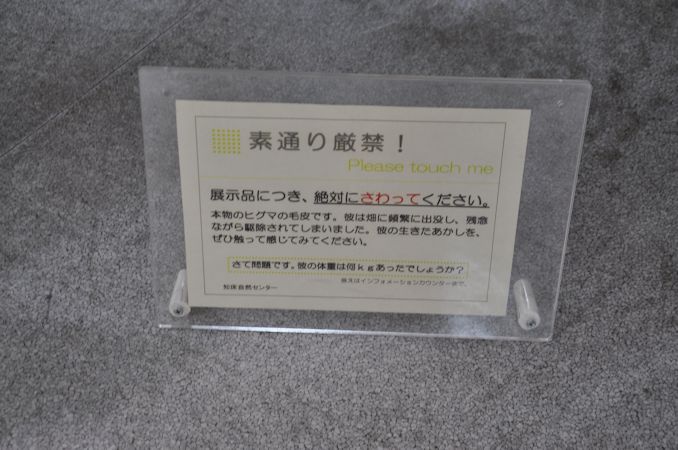 素通り厳禁！
Please touch me
展示品につき、絶対にさわってください。
本物のヒグマの毛皮です。彼は畑に頻繁に出没し、残念
ながら駆除されてしまいました。彼の生きたあかしを、
ぜひ触って感じてみてください。
さて問題です。彼の体重は何kgあったでしょうか？
答えはインフォメーションカウンターまで。
知床自然センター